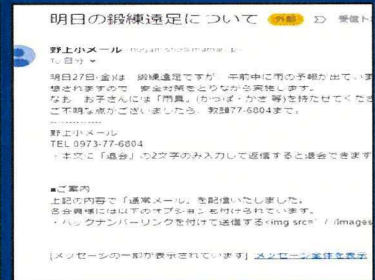 明日の鍛練遠足について 外部 受信ト
野上小メール
To 自分
明日27日(金)は 鍛練遠足ですが 午前中に雨の予報が出てい
想されますので 安全対策をとりながら実施します。
なお お子さんには「雨具」(かっぱ・かさ 等)を持たせてくださ
ご不明な点がございましたら、教頭77-6804まで。
野上小メール
TEL 0973-77-6804
・本文に「退会」の2文字のみ入力して返信すると退会できます
■ご案内
上記の内容で「通常メール」を配信いたしました。
各会員様には以下のオプションも付けられています。
・バックナンバーリンクを付けて送信する<img src=
[メッセージの一部が表示されています] メッセージ全体を表示